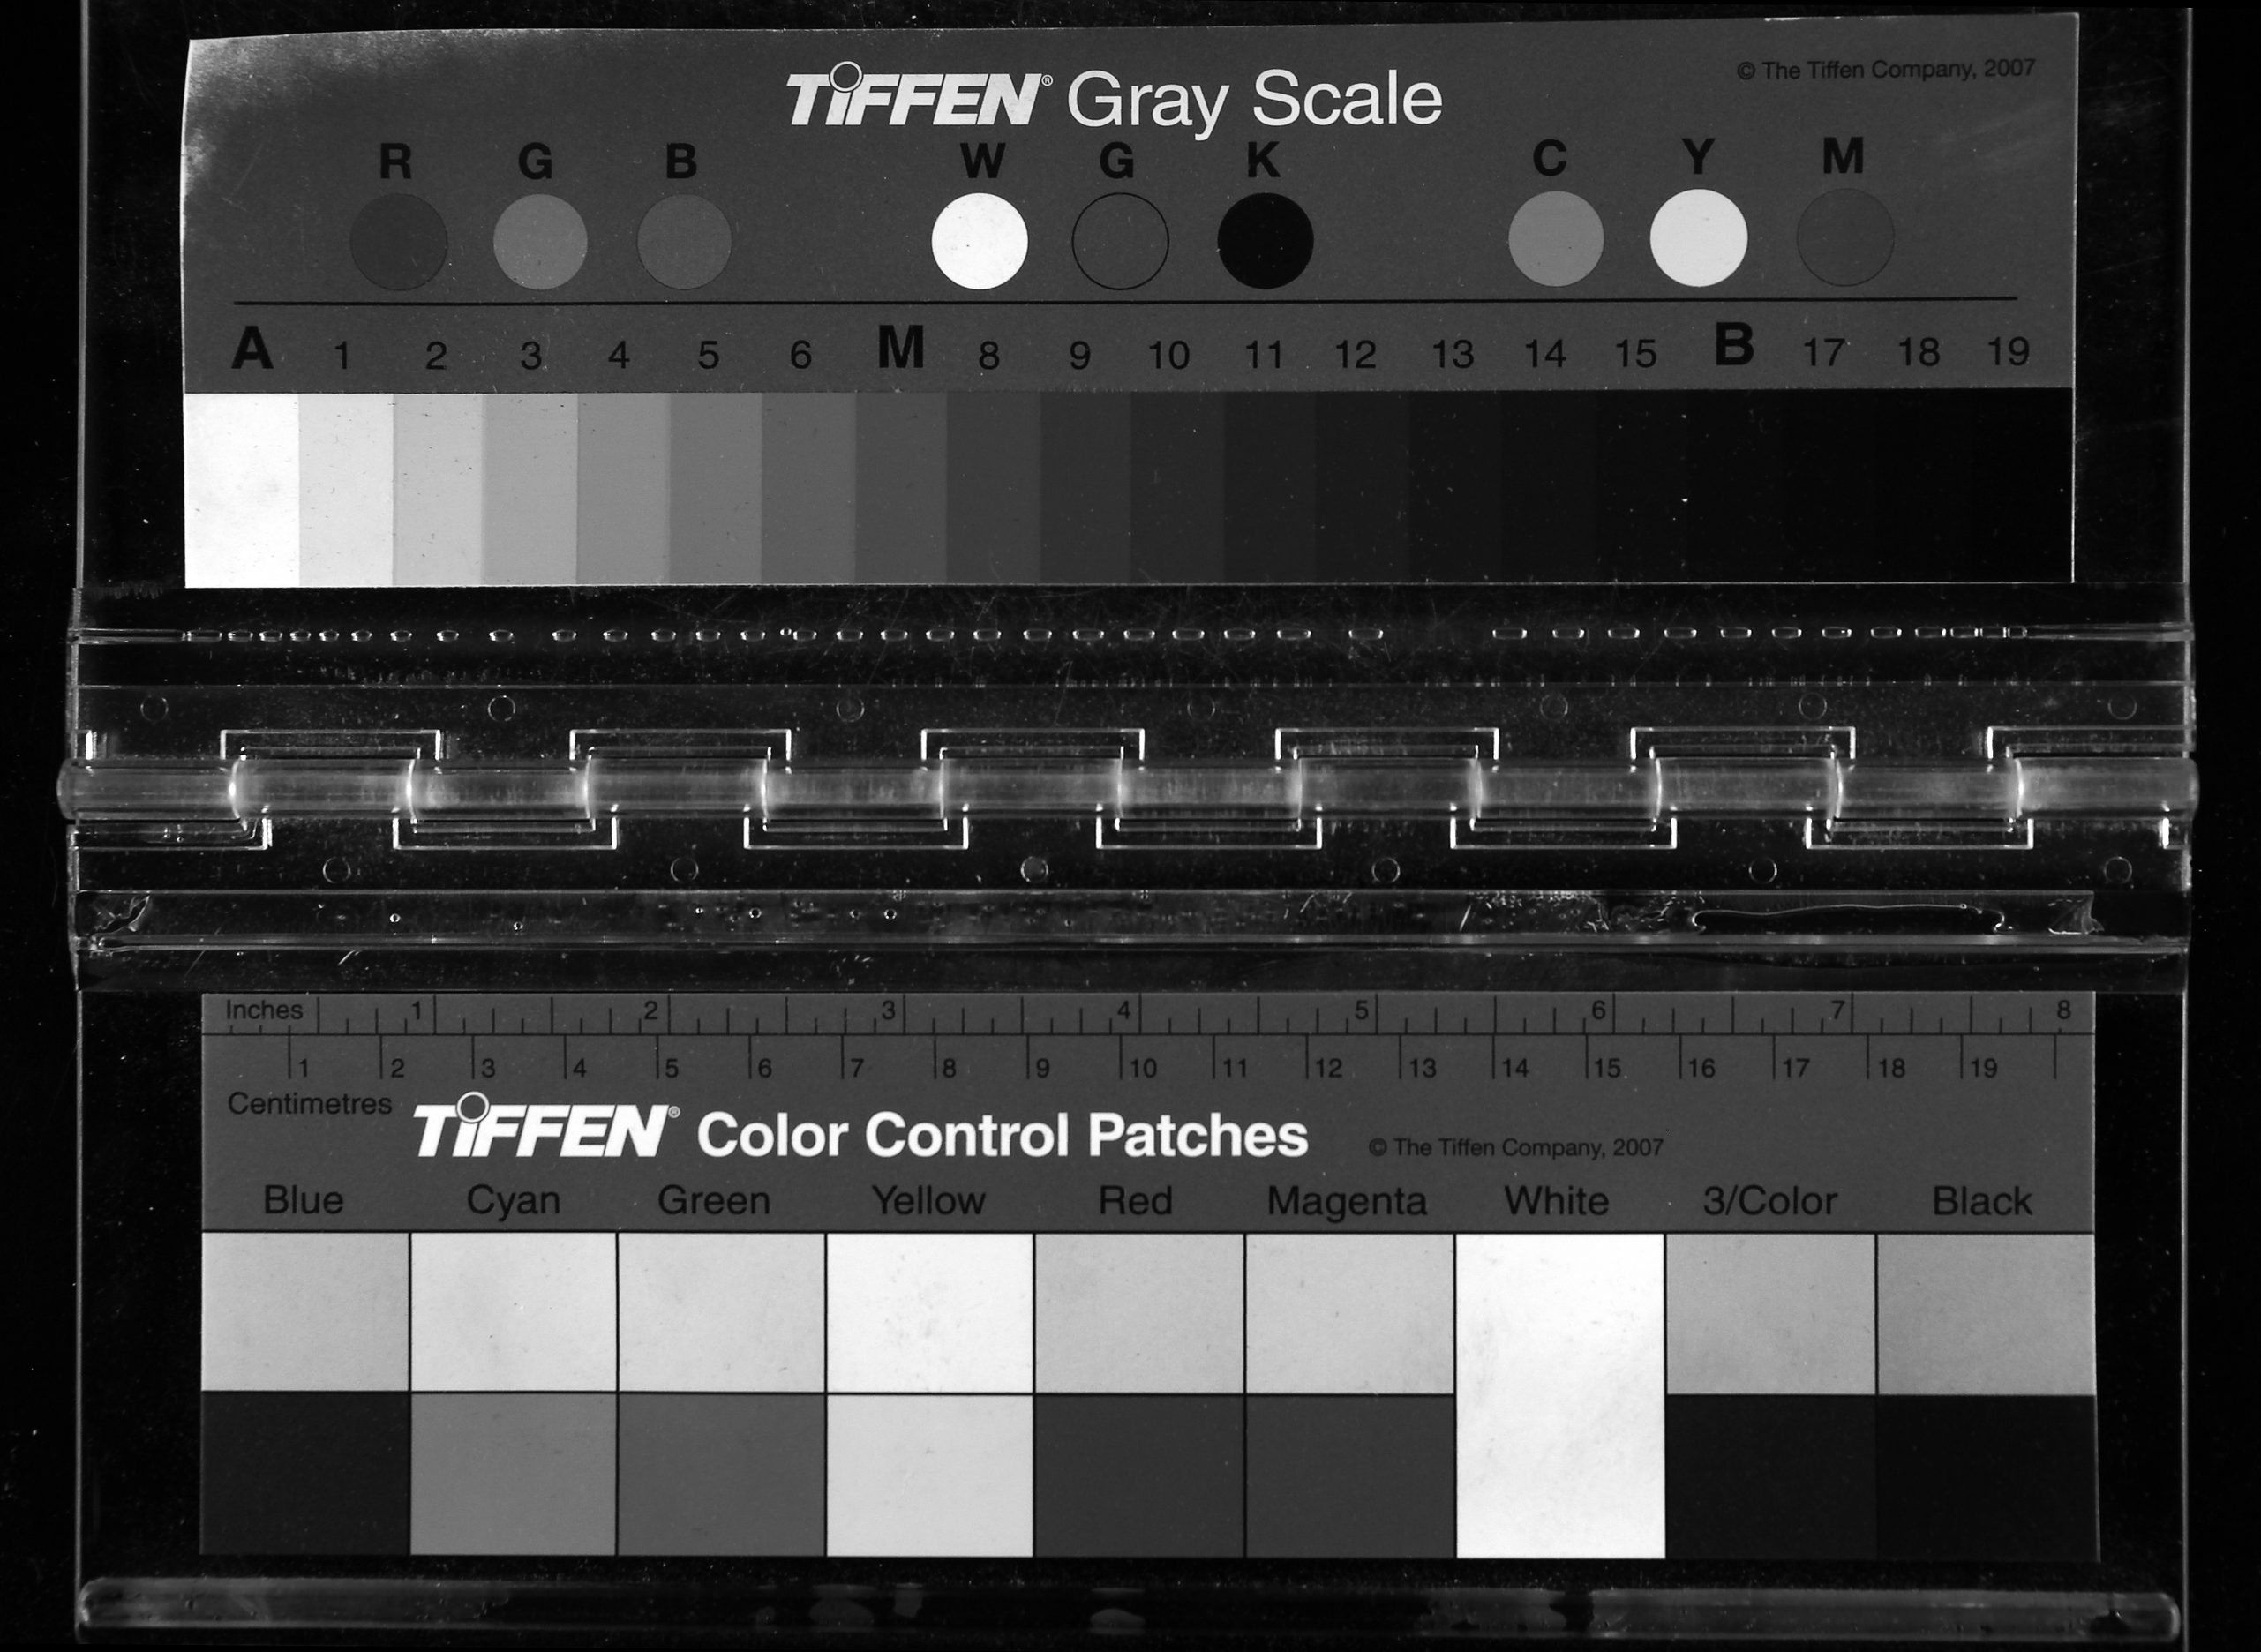 TIFFEN® Gray Scale
© The Tiffen Company, 2007
R G B W G K C Y M
A 1 2 3 4 5 6 M 8 9 10 11 12 13 14 15 B 17 18 19
Inches 1 2 3 4 5 6 7 8
1 2 3 4 5 6 7 8 9 10 11 12 13 14 15 16 17 18 19
Centimetres
TIFFEN® Color Control Patches
© The Tiffen Company, 2007
Blue Cyan Green Yellow Red Magenta White 3/Color Black